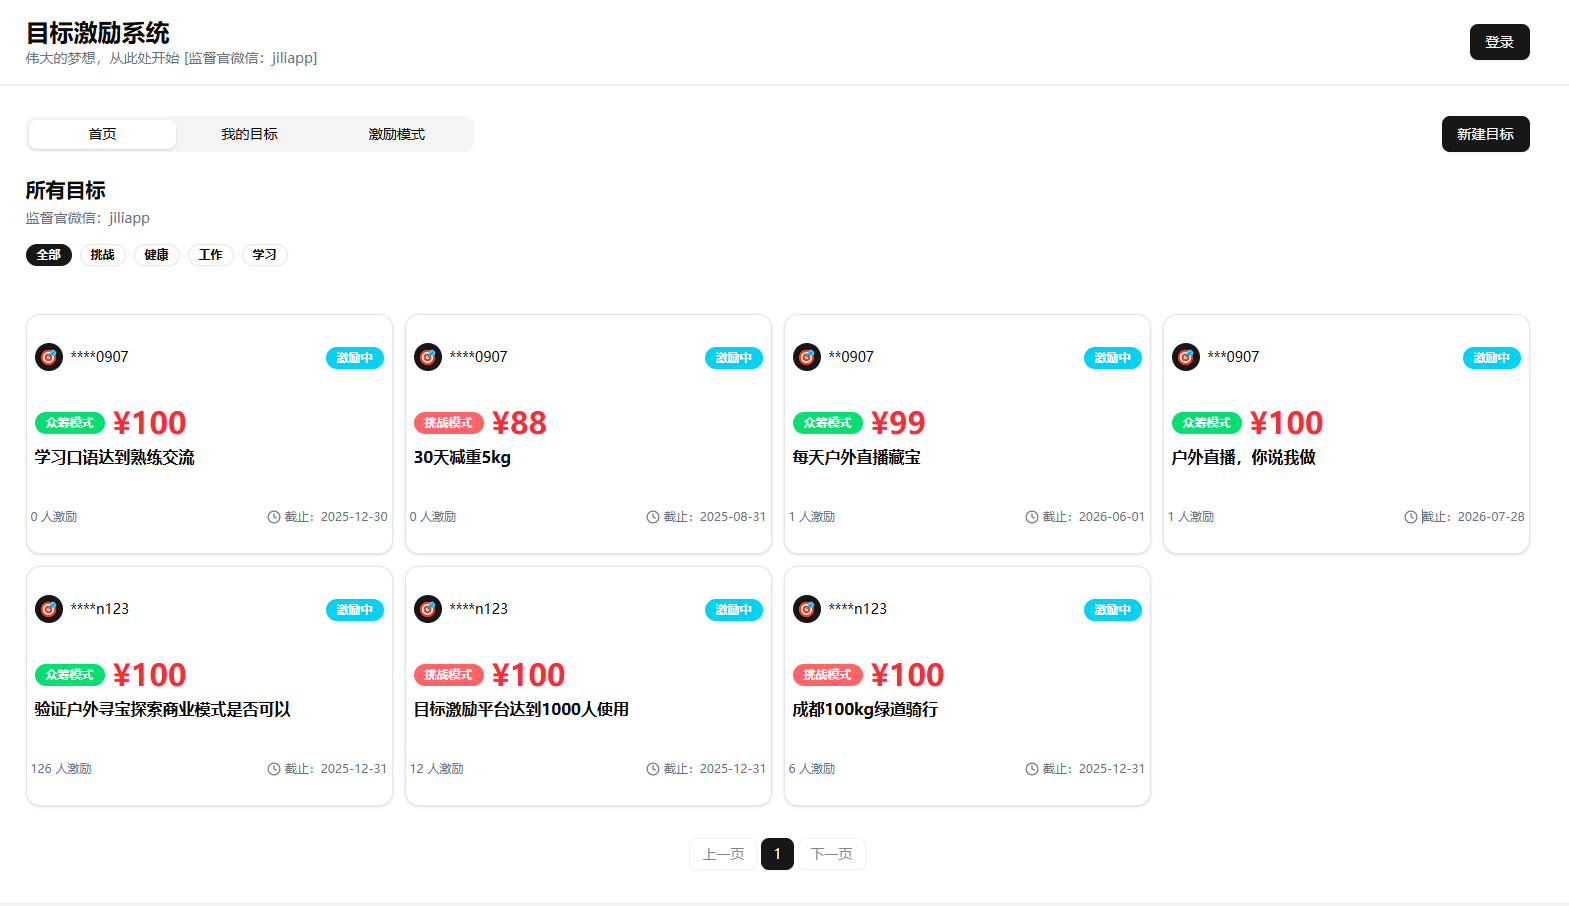 目标激励系统
伟大的梦想，从此处开始 [监督官微信：jiliapp]
登录
首页 我的目标 激励模式
新建目标
所有目标
监督官微信：jiliapp
全部 挑战 健康 工作 学习
****0907 激励中
众筹模式 ¥100
学习口语达到熟练交流
0 人激励 截止：2025-12-30
****0907 激励中
挑战模式 ¥88
30天减重5kg
0 人激励 截止：2025-08-31
**0907 激励中
众筹模式 ¥99
每天户外直播藏宝
1 人激励 截止：2026-06-01
***0907 激励中
众筹模式 ¥100
户外直播，你说我做
1 人激励 截止：2026-07-28
****n123 激励中
众筹模式 ¥100
验证户外寻宝探索商业模式是否可以
126 人激励 截止：2025-12-31
****n123 激励中
挑战模式 ¥100
目标激励平台达到1000人使用
12 人激励 截止：2025-12-31
****n123 激励中
挑战模式 ¥100
成都100kg绿道骑行
6 人激励 截止：2025-12-31
上一页 1 下一页